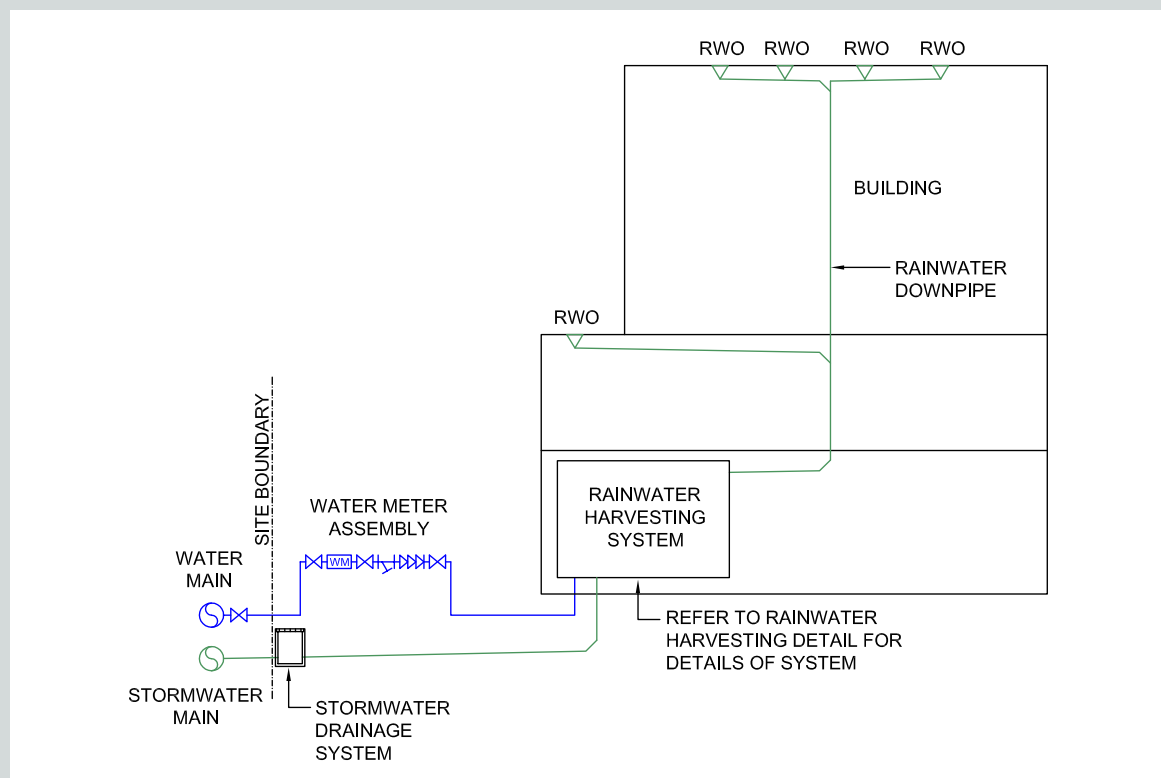 RWO RWO RWO RWO
BUILDING
RAINWATER
DOWNPIPE
RWO
SITE BOUNDARY
RAINWATER
HARVESTING
SYSTEM
WATER METER
ASSEMBLY
WM
WATER
MAIN
REFER TO RAINWATER
HARVESTING DETAIL FOR
DETAILS OF SYSTEM
STORMWATER
MAIN
STORMWATER
DRAINAGE
SYSTEM